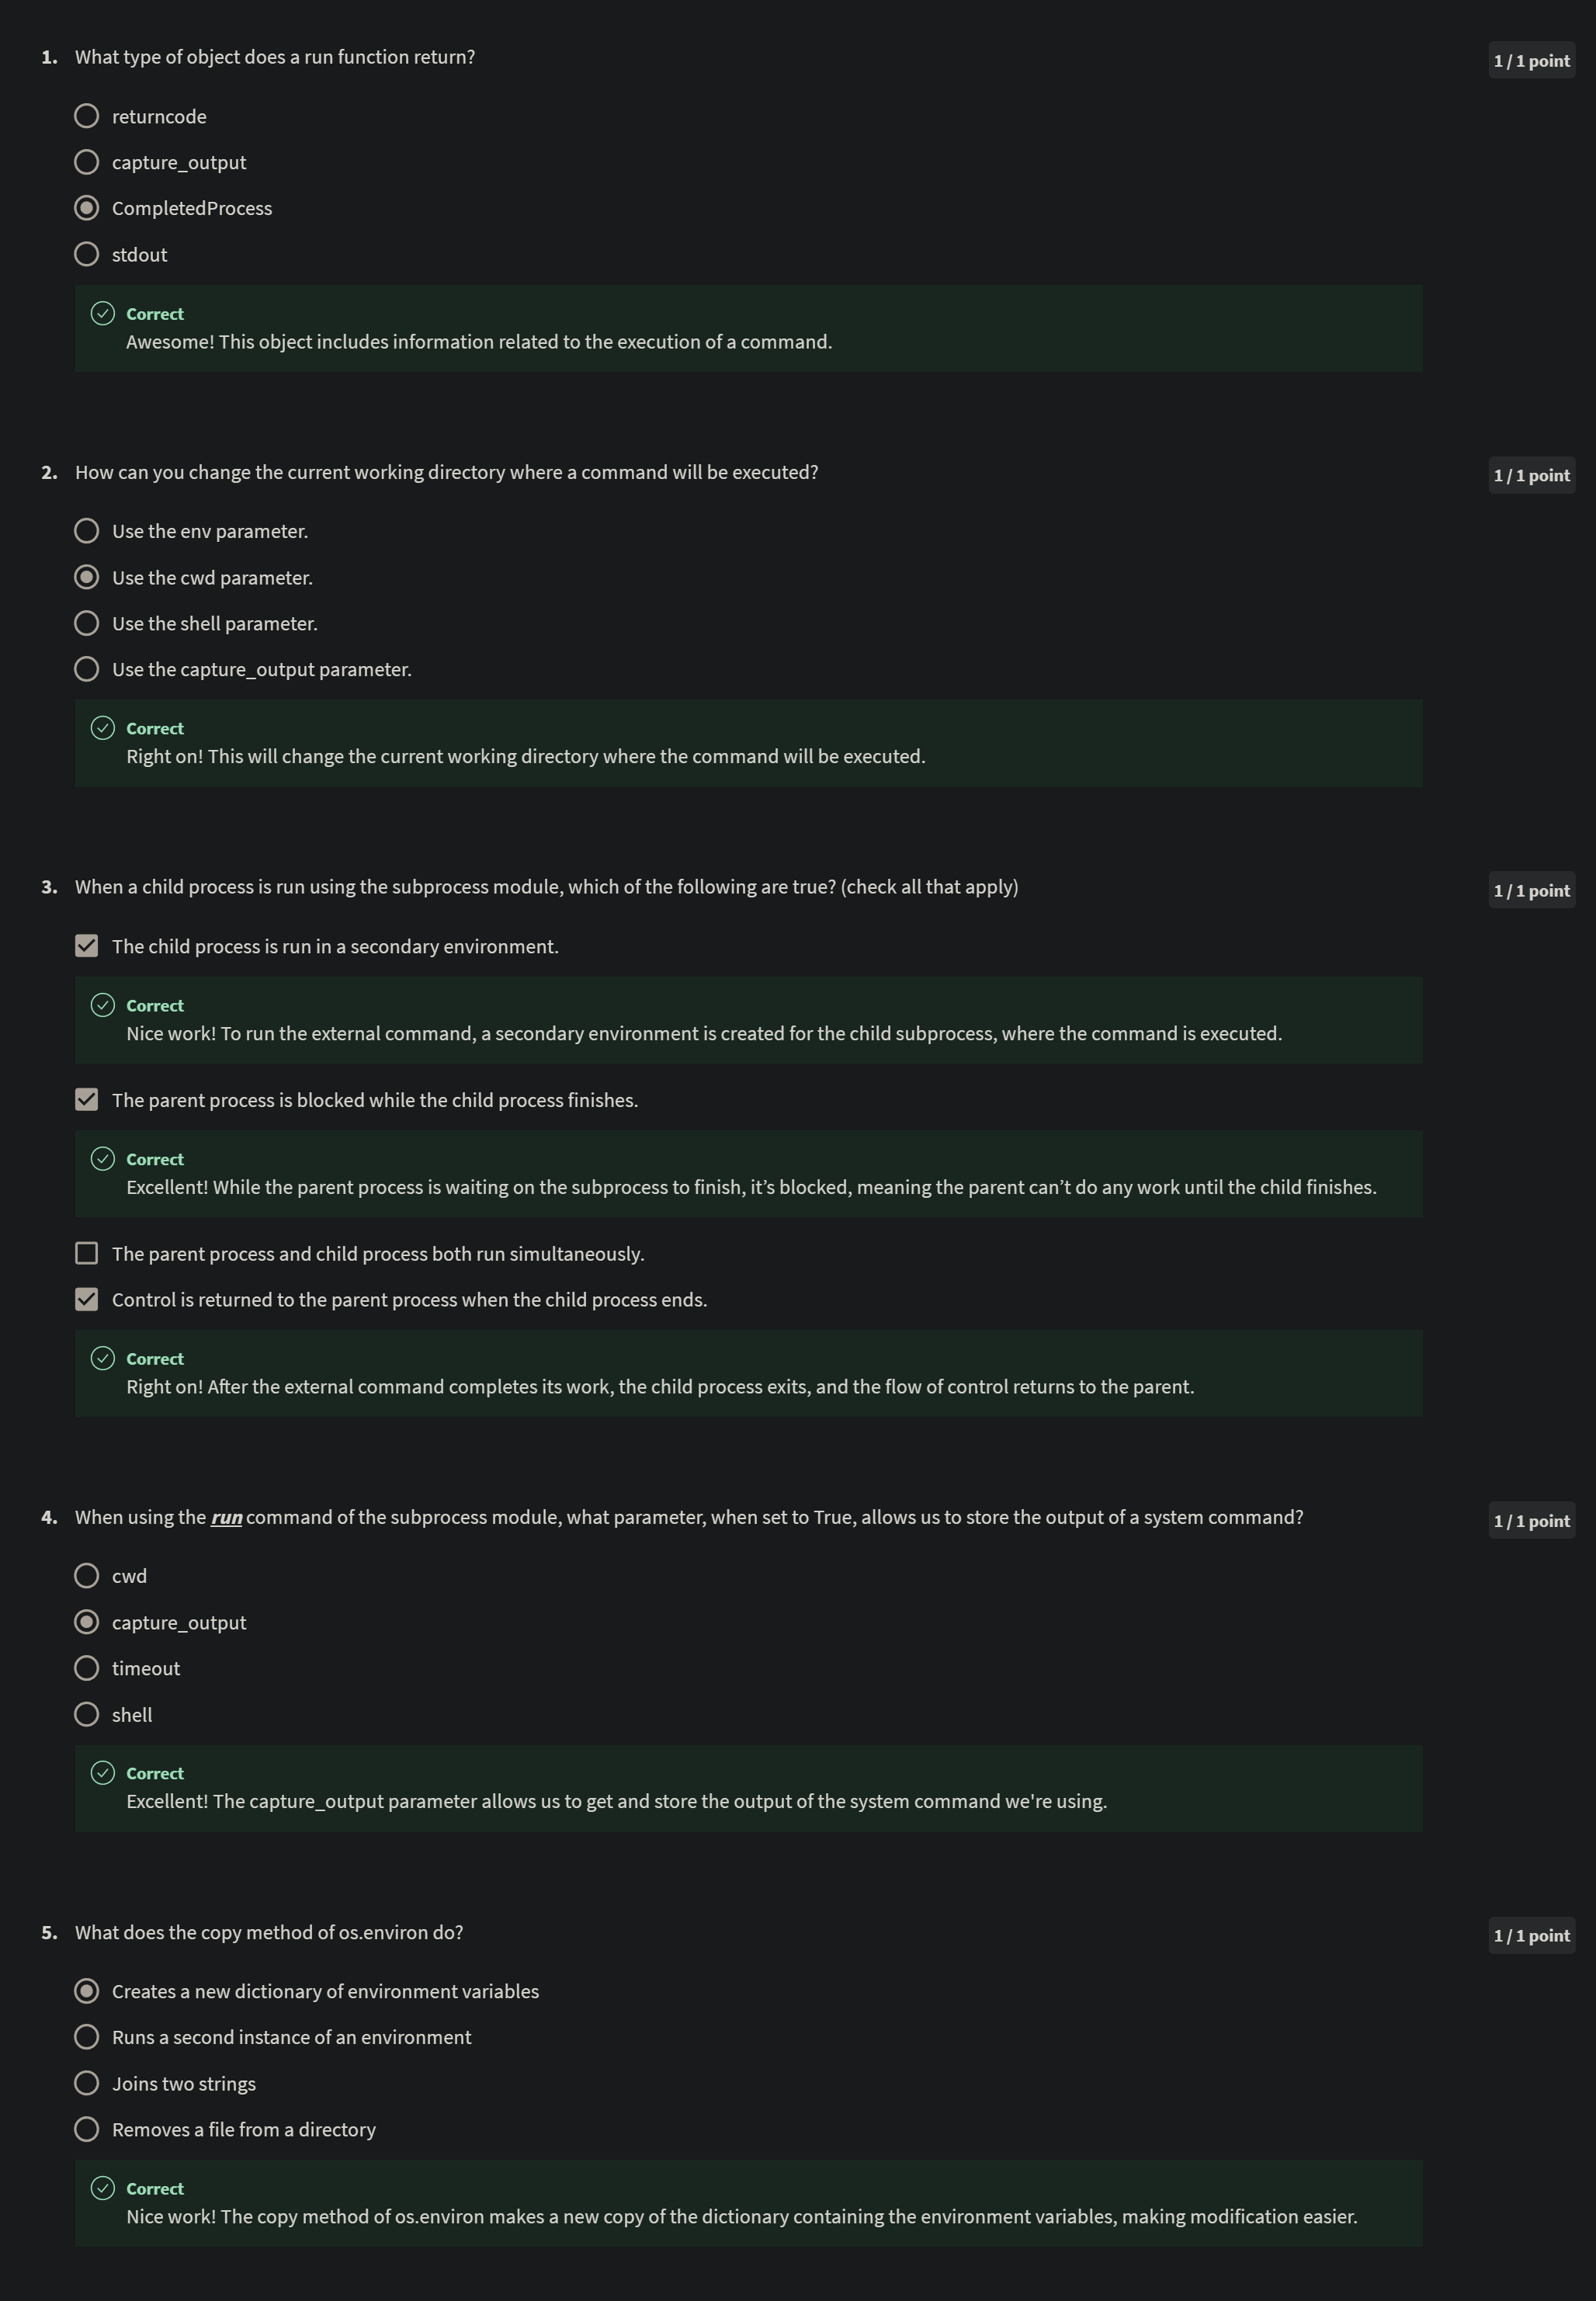 1. What type of object does a run function return?
1 / 1 point
returncode
capture_output
CompletedProcess
stdout
Correct
Awesome! This object includes information related to the execution of a command.
2. How can you change the current working directory where a command will be executed?
1 / 1 point
Use the env parameter.
Use the cwd parameter.
Use the shell parameter.
Use the capture_output parameter.
Correct
Right on! This will change the current working directory where the command will be executed.
3. When a child process is run using the subprocess module, which of the following are true? (check all that apply)
1 / 1 point
The child process is run in a secondary environment.
Correct
Nice work! To run the external command, a secondary environment is created for the child subprocess, where the command is executed.
The parent process is blocked while the child process finishes.
Correct
Excellent! While the parent process is waiting on the subprocess to finish, it’s blocked, meaning the parent can’t do any work until the child finishes.
The parent process and child process both run simultaneously.
Control is returned to the parent process when the child process ends.
Correct
Right on! After the external command completes its work, the child process exits, and the flow of control returns to the parent.
4. When using the run command of the subprocess module, what parameter, when set to True, allows us to store the output of a system command?
1 / 1 point
cwd
capture_output
timeout
shell
Correct
Excellent! The capture_output parameter allows us to get and store the output of the system command we're using.
5. What does the copy method of os.environ do?
1 / 1 point
Creates a new dictionary of environment variables
Runs a second instance of an environment
Joins two strings
Removes a file from a directory
Correct
Nice work! The copy method of os.environ makes a new copy of the dictionary containing the environment variables, making modification easier.